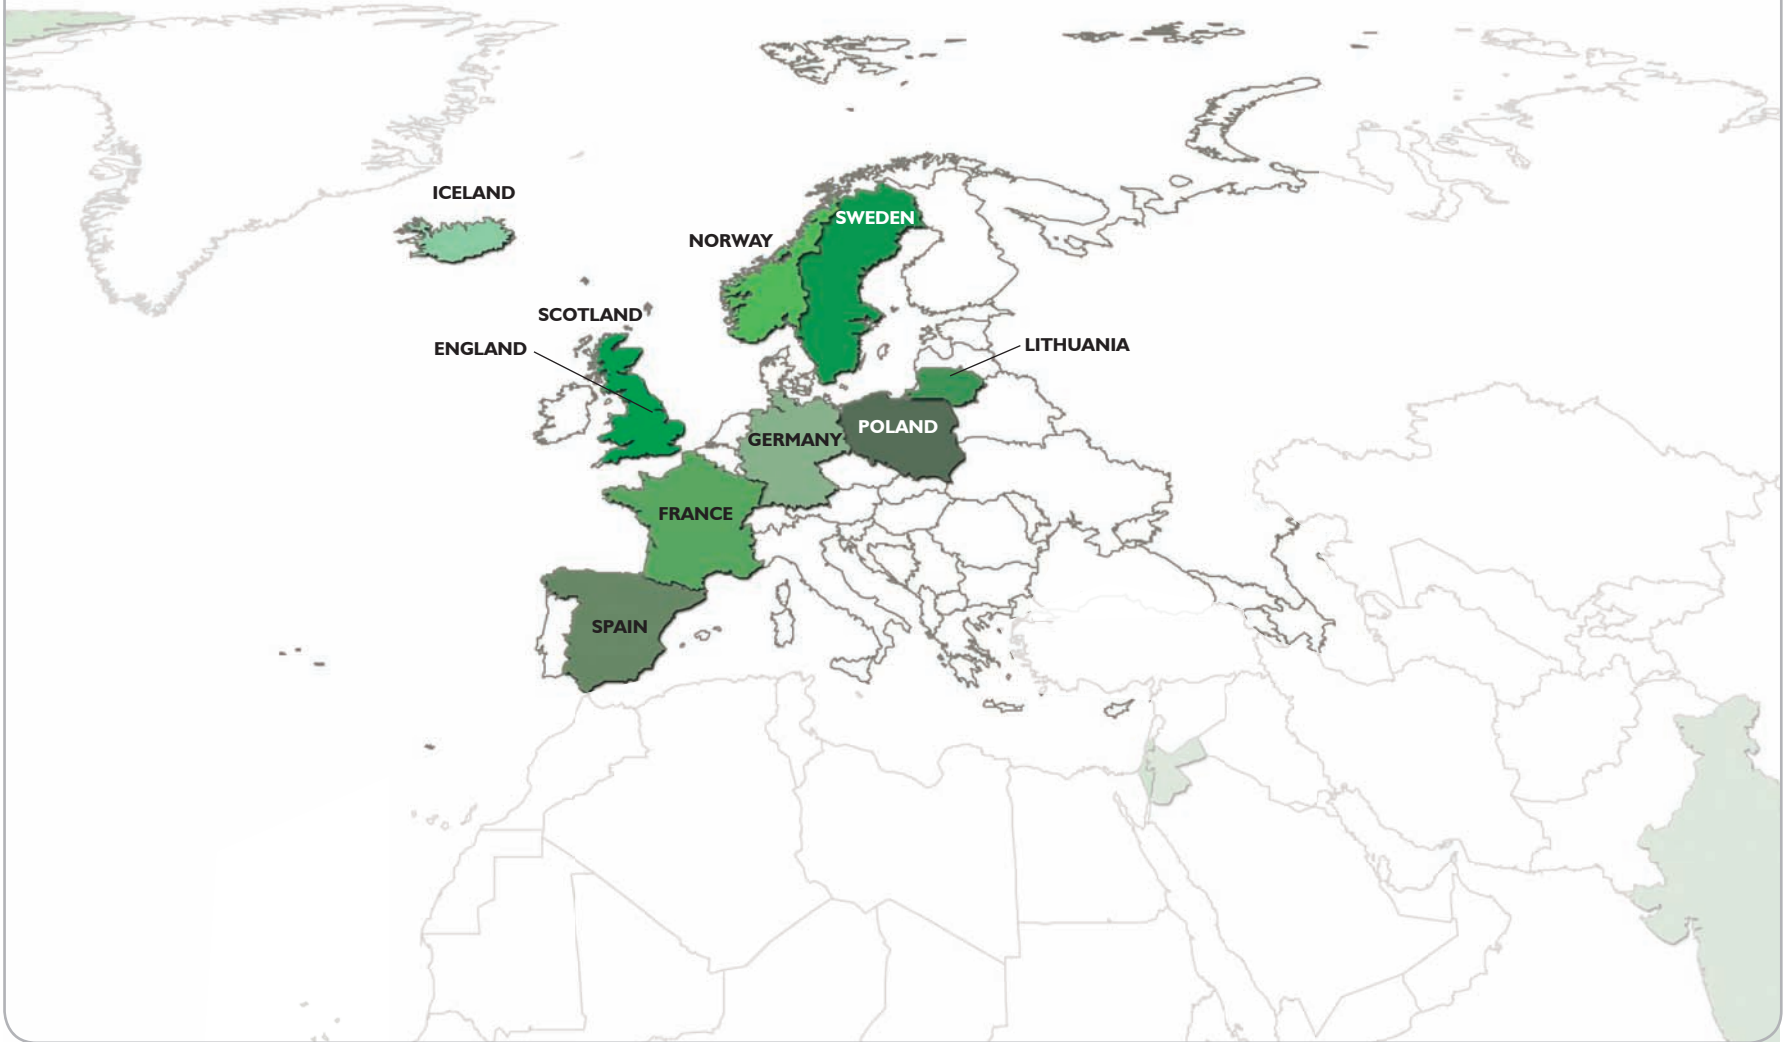 ICELAND
SWEDEN
NORWAY
SCOTLAND
ENGLAND
LITHUANIA
POLAND
GERMANY
FRANCE
SPAIN